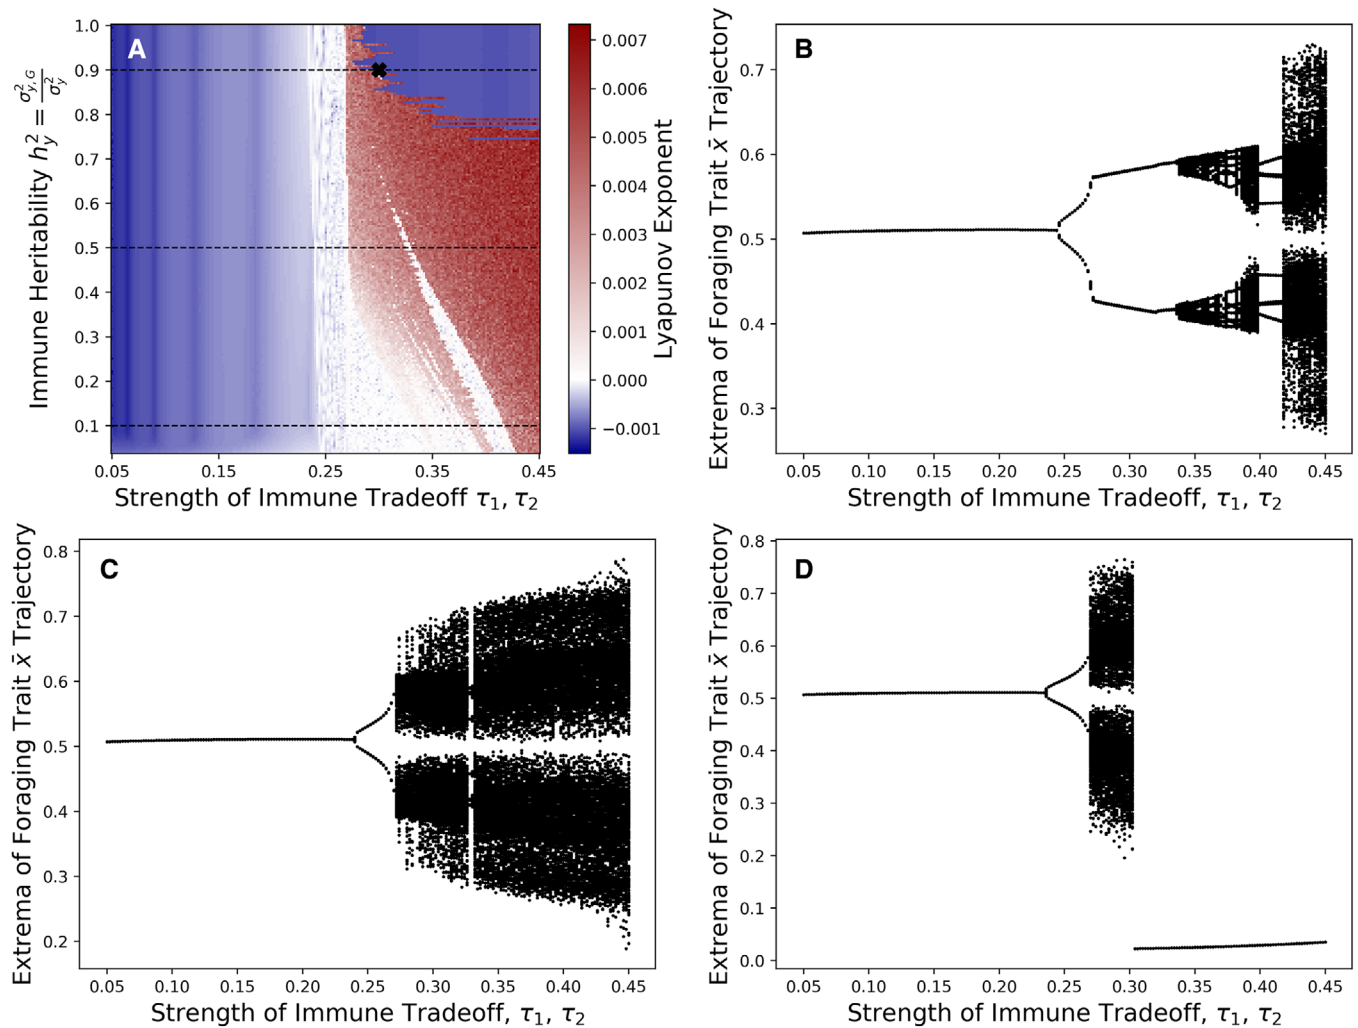 A
Immune Heritability h_y^2 = σ_{y,G}^2 / σ_y^2
1.0
0.9
0.8
0.7
0.6
0.5
0.4
0.3
0.2
0.1
0.05
0.15
0.25
0.35
0.45
Strength of Immune Tradeoff τ₁, τ₂
0.007
0.006
0.005
0.004
0.003
0.002
0.001
0.000
−0.001
Lyapunov Exponent
B
Extrema of Foraging Trait x̄ Trajectory
0.7
0.6
0.5
0.4
0.3
0.05 0.10 0.15 0.20 0.25 0.30 0.35 0.40 0.45
Strength of Immune Tradeoff, τ₁, τ₂
C
Extrema of Foraging Trait x̄ Trajectory
0.8
0.7
0.6
0.5
0.4
0.3
0.2
0.05 0.10 0.15 0.20 0.25 0.30 0.35 0.40 0.45
Strength of Immune Tradeoff, τ₁, τ₂
D
Extrema of Foraging Trait x̄ Trajectory
0.8
0.7
0.6
0.5
0.4
0.3
0.2
0.1
0.0
0.05 0.10 0.15 0.20 0.25 0.30 0.35 0.40 0.45
Strength of Immune Tradeoff, τ₁, τ₂